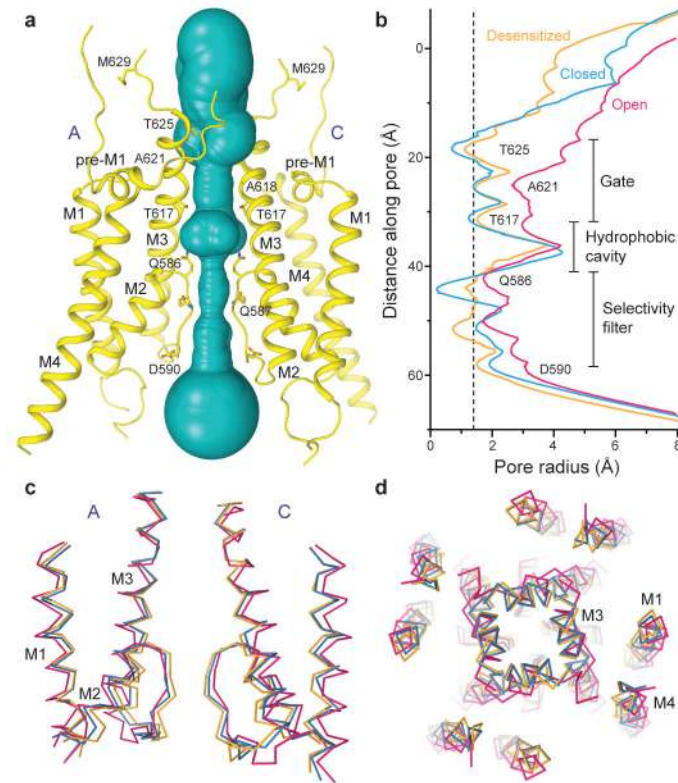 a
M629
M629
T625
A
C
pre-M1
A621
pre-M1
A618
M1
T617
T617
M1
M3
M3
Q586
M4
M2
Q587
M4
D590
M2
b
Desensitized
Closed
Open
T625
A621
Gate
T617
Hydrophobic
cavity
Q586
Selectivity
filter
D590
0
20
40
60
Distance along pore (Å)
0
2
4
6
8
Pore radius (Å)
c
A
C
M3
M1
M2
d
M1
M3
M4